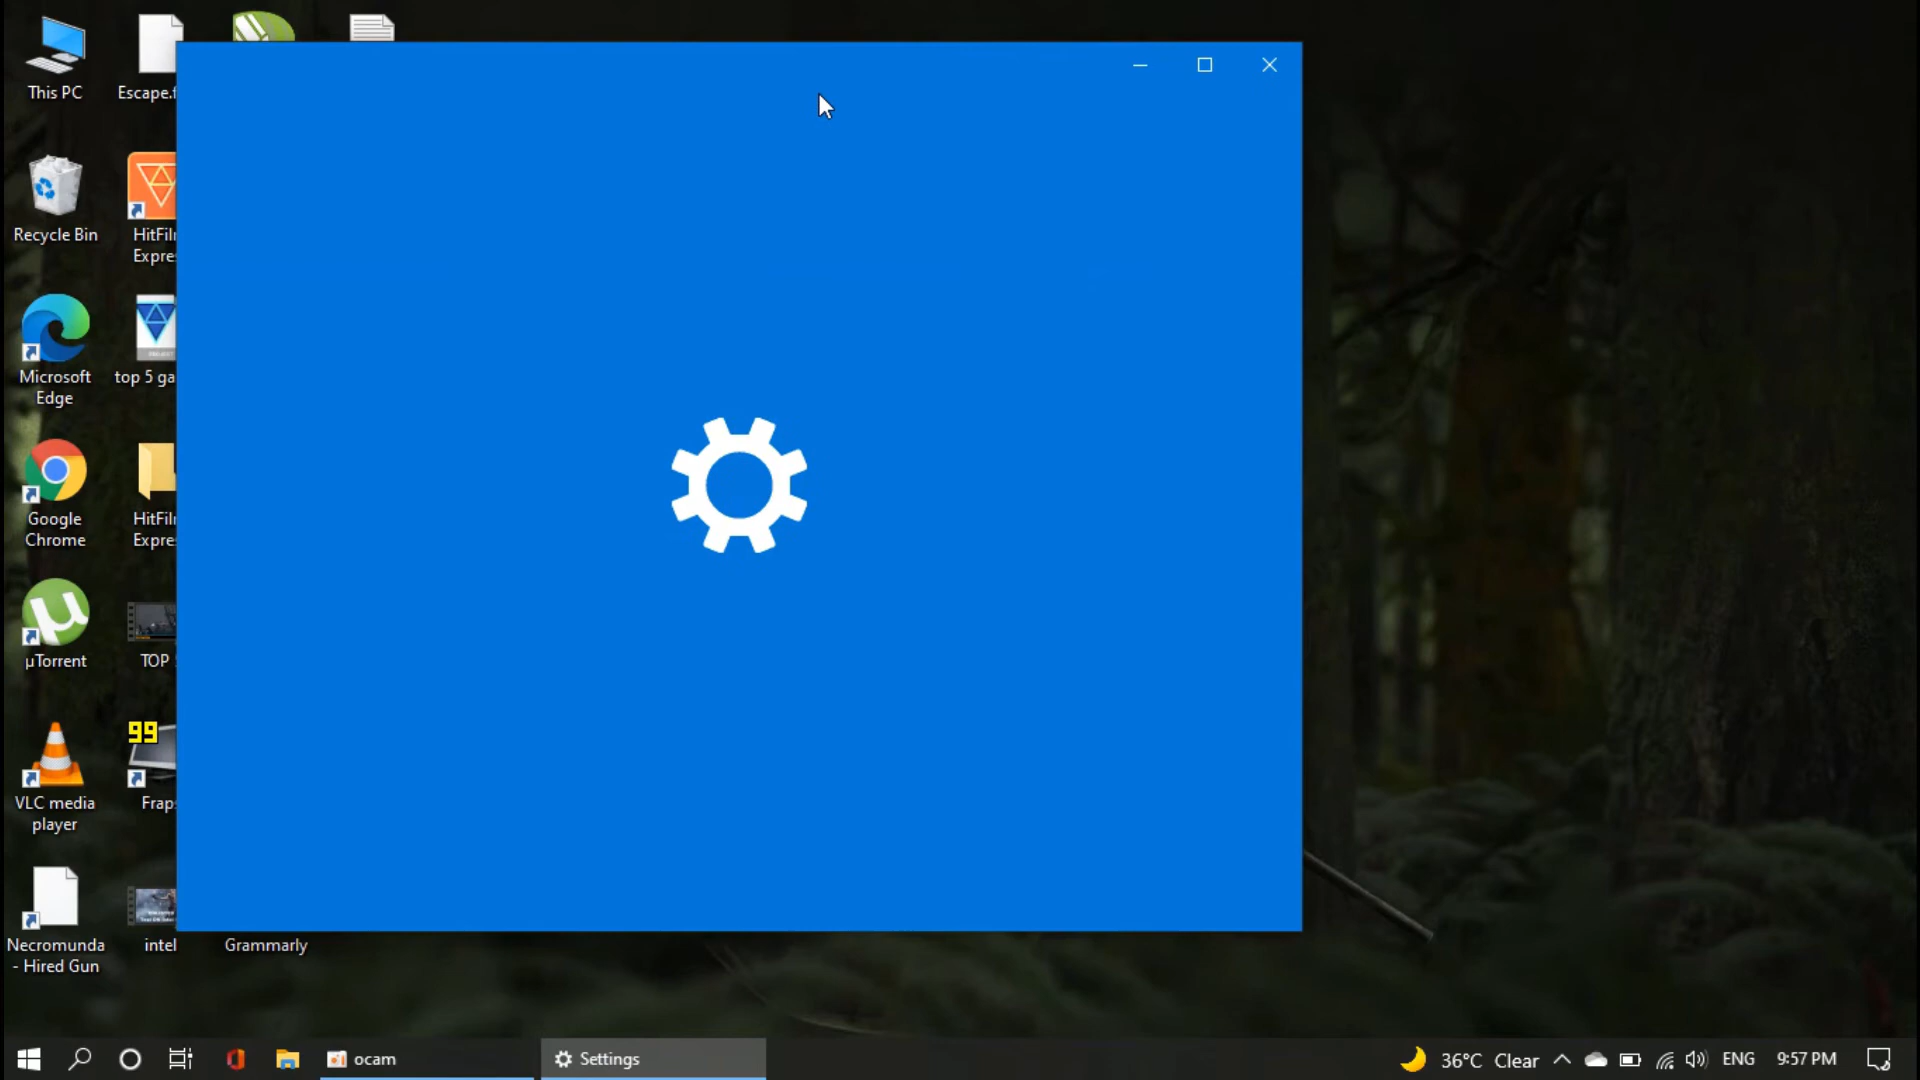 This PC
Escape.f
Recycle Bin
HitFil
Expre
Microsoft
Edge
top 5 ga
Google
Chrome
HitFil
Expre
µTorrent
TOP
VLC media
player
99
Frap
Necromunda
- Hired Gun
intel
Grammarly
ocam
Settings
36°C Clear
ENG
9:57 PM